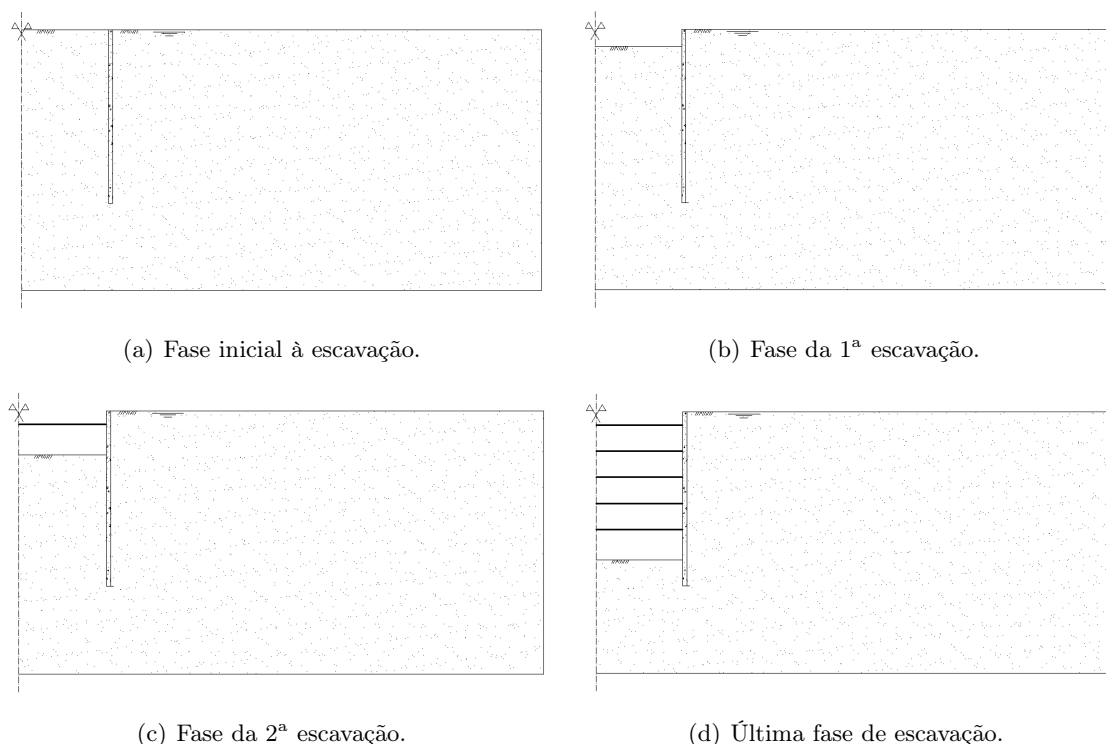 (a) Fase inicial à escavação.
(b) Fase da 1ª escavação.
(c) Fase da 2ª escavação.
(d) Última fase de escavação.